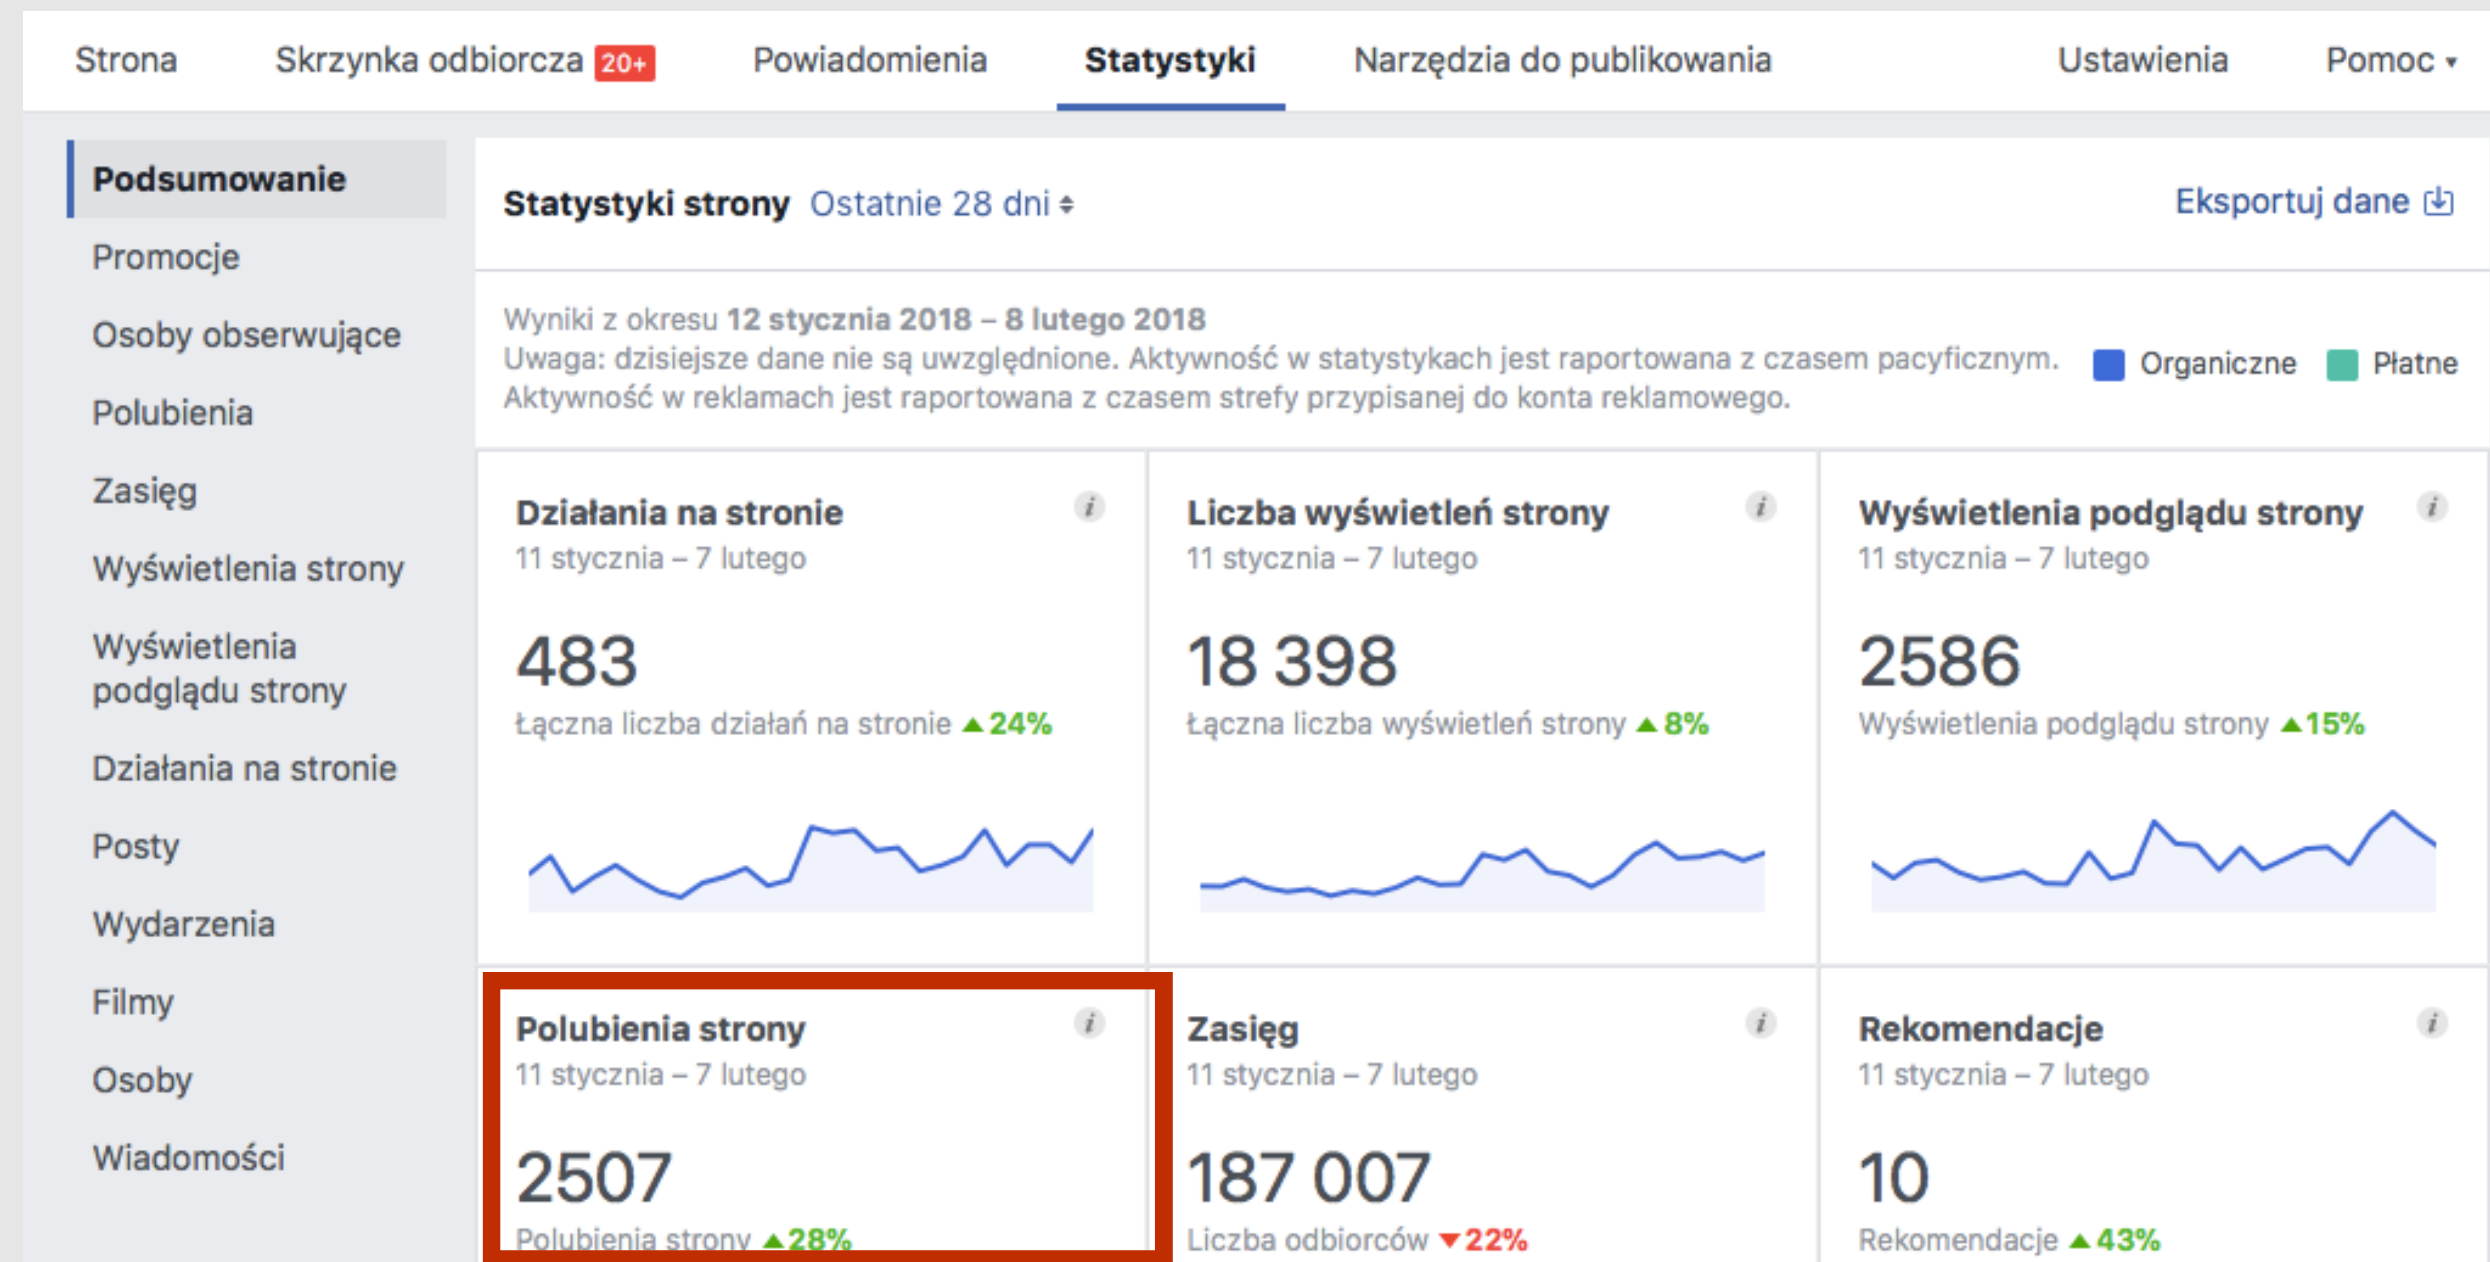 Strona Skrzynka odbiorcza 20+ Powiadomienia Statystyki Narzędzia do publikowania Ustawienia Pomoc
Podsumowanie
Promocje
Osoby obserwujące
Polubienia
Zasięg
Wyświetlenia strony
Wyświetlenia
podglądu strony
Działania na stronie
Posty
Wydarzenia
Filmy
Osoby
Wiadomości
Statystyki strony Ostatnie 28 dni
Eksportuj dane
Wyniki z okresu 12 stycznia 2018 – 8 lutego 2018
Uwaga: dzisiejsze dane nie są uwzględnione. Aktywność w statystykach jest raportowana z czasem pacyficznym.
Aktywność w reklamach jest raportowana z czasem strefy przypisanej do konta reklamowego.
Organiczne Płatne
Działania na stronie
11 stycznia – 7 lutego
483
Łączna liczba działań na stronie ▲24%
Liczba wyświetleń strony
11 stycznia – 7 lutego
18 398
Łączna liczba wyświetleń strony ▲8%
Wyświetlenia podglądu strony
11 stycznia – 7 lutego
2586
Wyświetlenia podglądu strony ▲15%
Polubienia strony
11 stycznia – 7 lutego
2507
Polubienia strony ▲28%
Zasięg
11 stycznia – 7 lutego
187 007
Liczba odbiorców ▼22%
Rekomendacje
11 stycznia – 7 lutego
10
Rekomendacje ▲43%